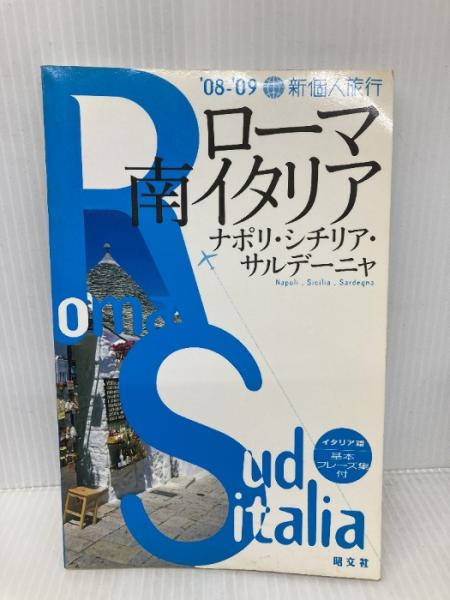 '08-'09 新個人旅行
ローマ
南イタリア
ナポリ・シチリア・
サルデーニャ
Napoli . Sicilia . Sardegna
Roma
イタリア語
基本
フレーズ集
付
Sud
italia
昭文社